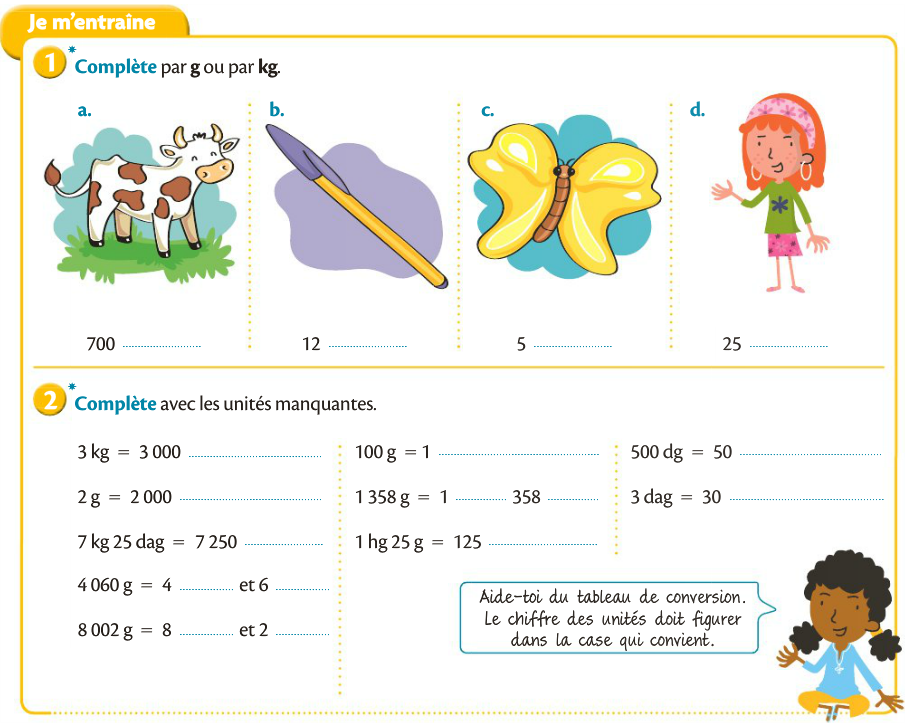 Je m'entraîne
1 * Complète par g ou par kg.
a. b. c. d.
700 ........................ 12 ........................ 5 ........................ 25 ........................
2 * Complète avec les unités manquantes.
3 kg = 3 000 ........................ 100 g = 1 ........................ 500 dg = 50 ........................
2 g = 2 000 ........................ 1 358 g = 1 ............ 358 ............ 3 dag = 30 ........................
7 kg 25 dag = 7 250 ........................ 1 hg 25 g = 125 ........................
4 060 g = 4 ............ et 6 ............
8 002 g = 8 ............ et 2 ............
Aide-toi du tableau de conversion.
Le chiffre des unités doit figurer
dans la case qui convient.